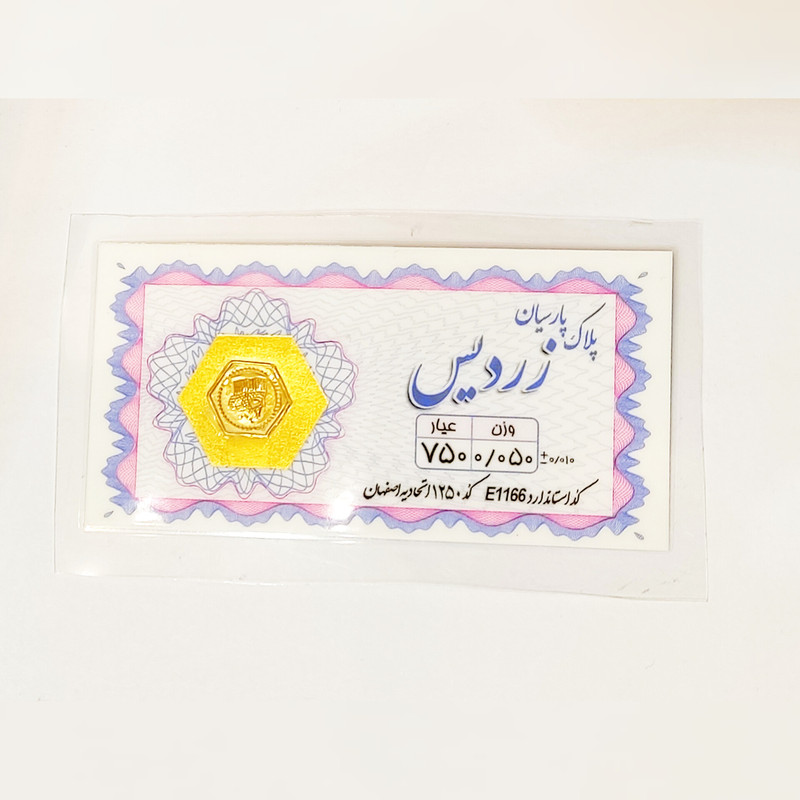 پلاک پارسیان
زردیس
وزن عیار
۰/۰۵۰ ۷۵۰
±۰/۰۱۰
کد استاندارد E1166 کد ۱۲۵۰ اتحادیه اصفهان